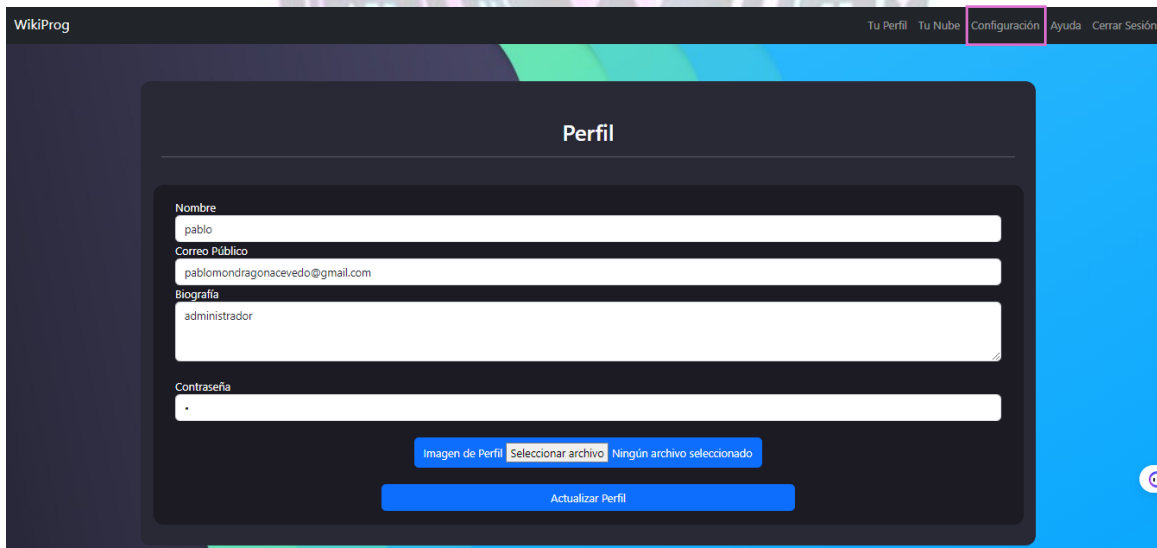 WikiProg Tu Perfil Tu Nube Configuración Ayuda Cerrar Sesión
Perfil
Nombre
pablo
Correo Público
pablomondragonacevedo@gmail.com
Biografía
administrador
Contraseña
•
Imagen de Perfil Seleccionar archivo Ningún archivo seleccionado
Actualizar Perfil